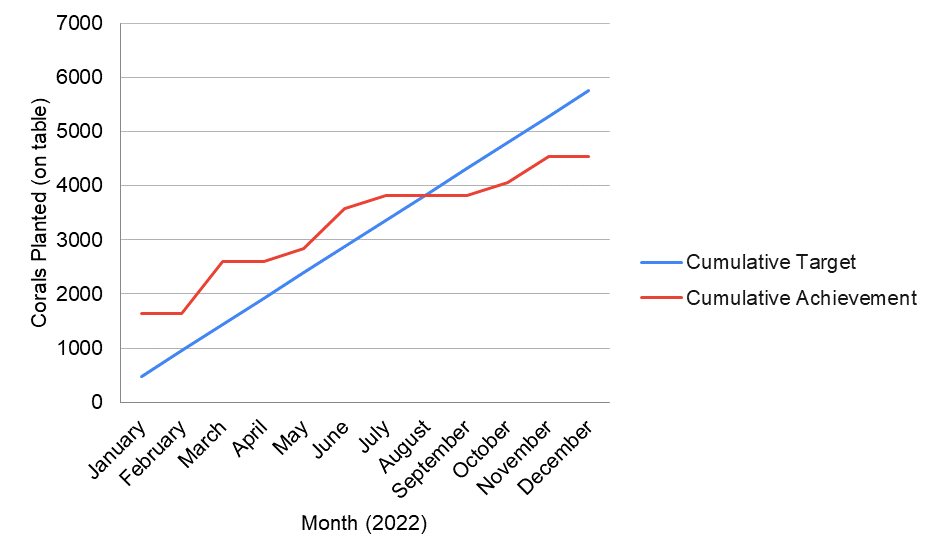 7000
6000
5000
4000
3000
2000
1000
0
Corals Planted (on table)
January
February
March
April
May
June
July
August
September
October
November
December
Month (2022)
Cumulative Target
Cumulative Achievement